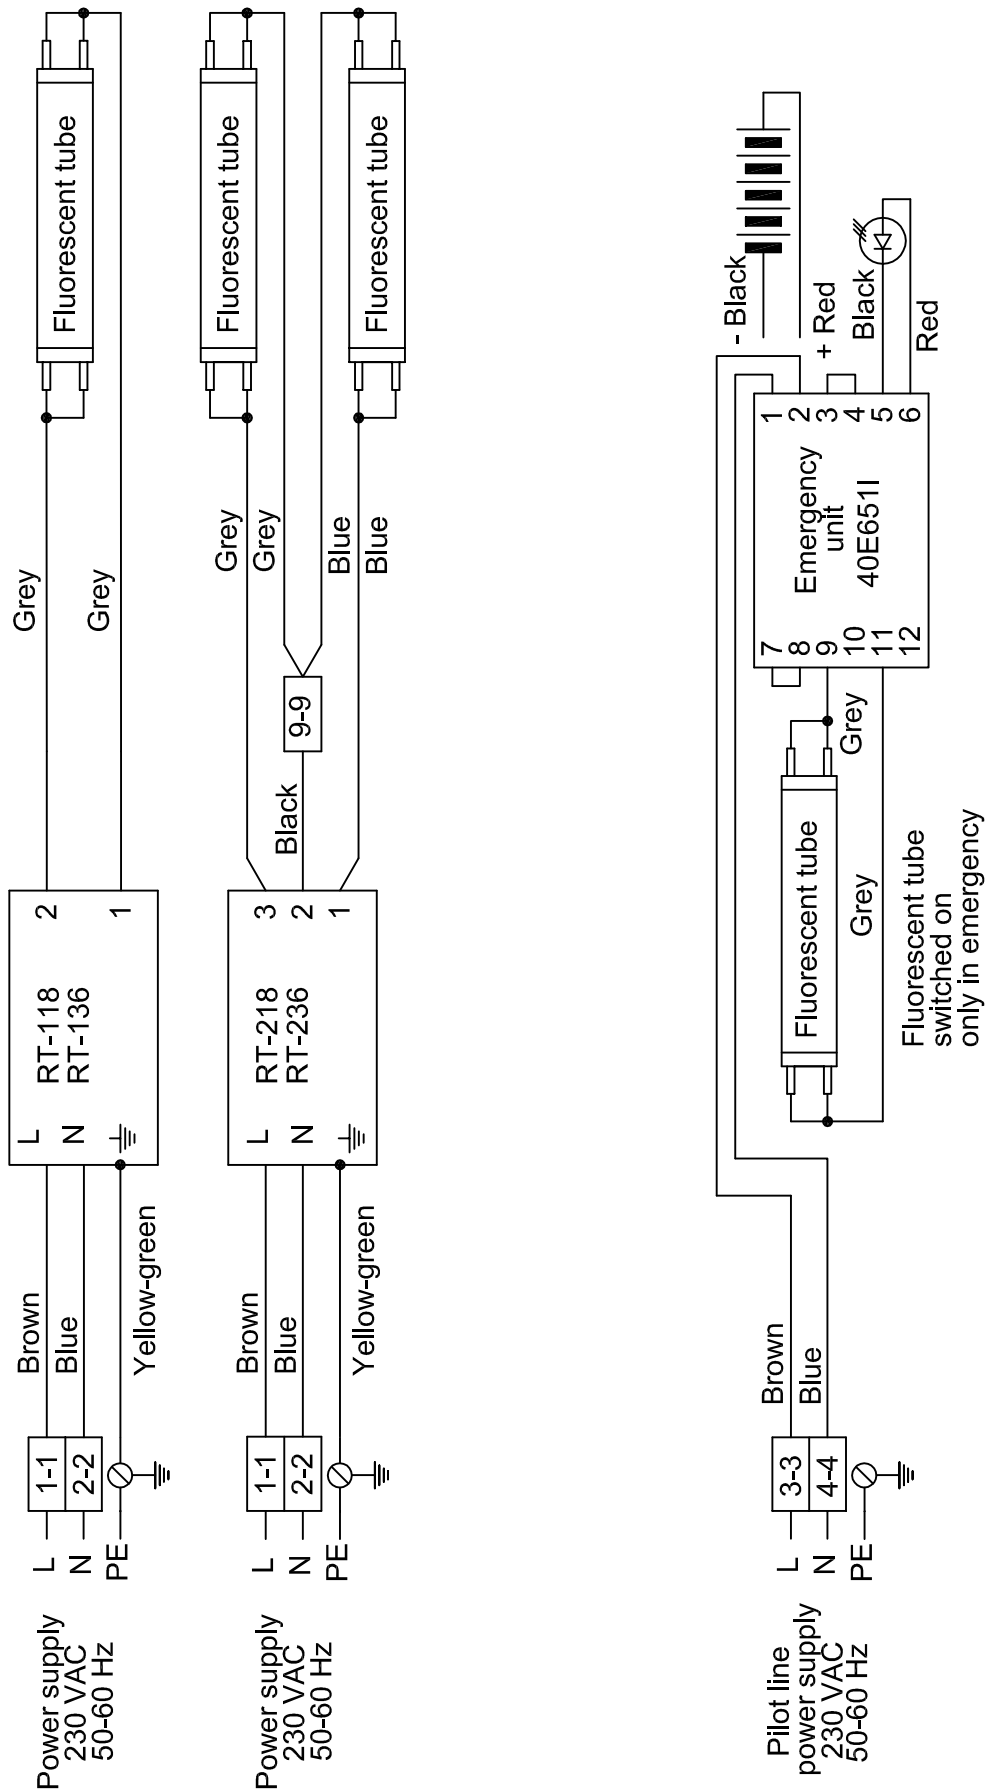 Power supply
230 VAC
50-60 Hz
L
N
PE
1-1
2-2
Brown
Blue
Yellow-green
L
N
RT-118
RT-136
2
1
Grey
Grey
Fluorescent tube
Power supply
230 VAC
50-60 Hz
L
N
PE
1-1
2-2
Brown
Blue
Yellow-green
L
N
RT-218
RT-236
3
2
1
Black
9-9
Grey
Grey
Blue
Blue
Fluorescent tube
Fluorescent tube
Pilot line
power supply
230 VAC
50-60 Hz
L
N
PE
3-3
4-4
Brown
Blue
Fluorescent tube
Grey
Grey
Fluorescent tube
switched on
only in emergency
7
8
9
10
11
12
Emergency
unit
40E651I
1
2
3
4
5
6
- Black
+ Red
Black
Red